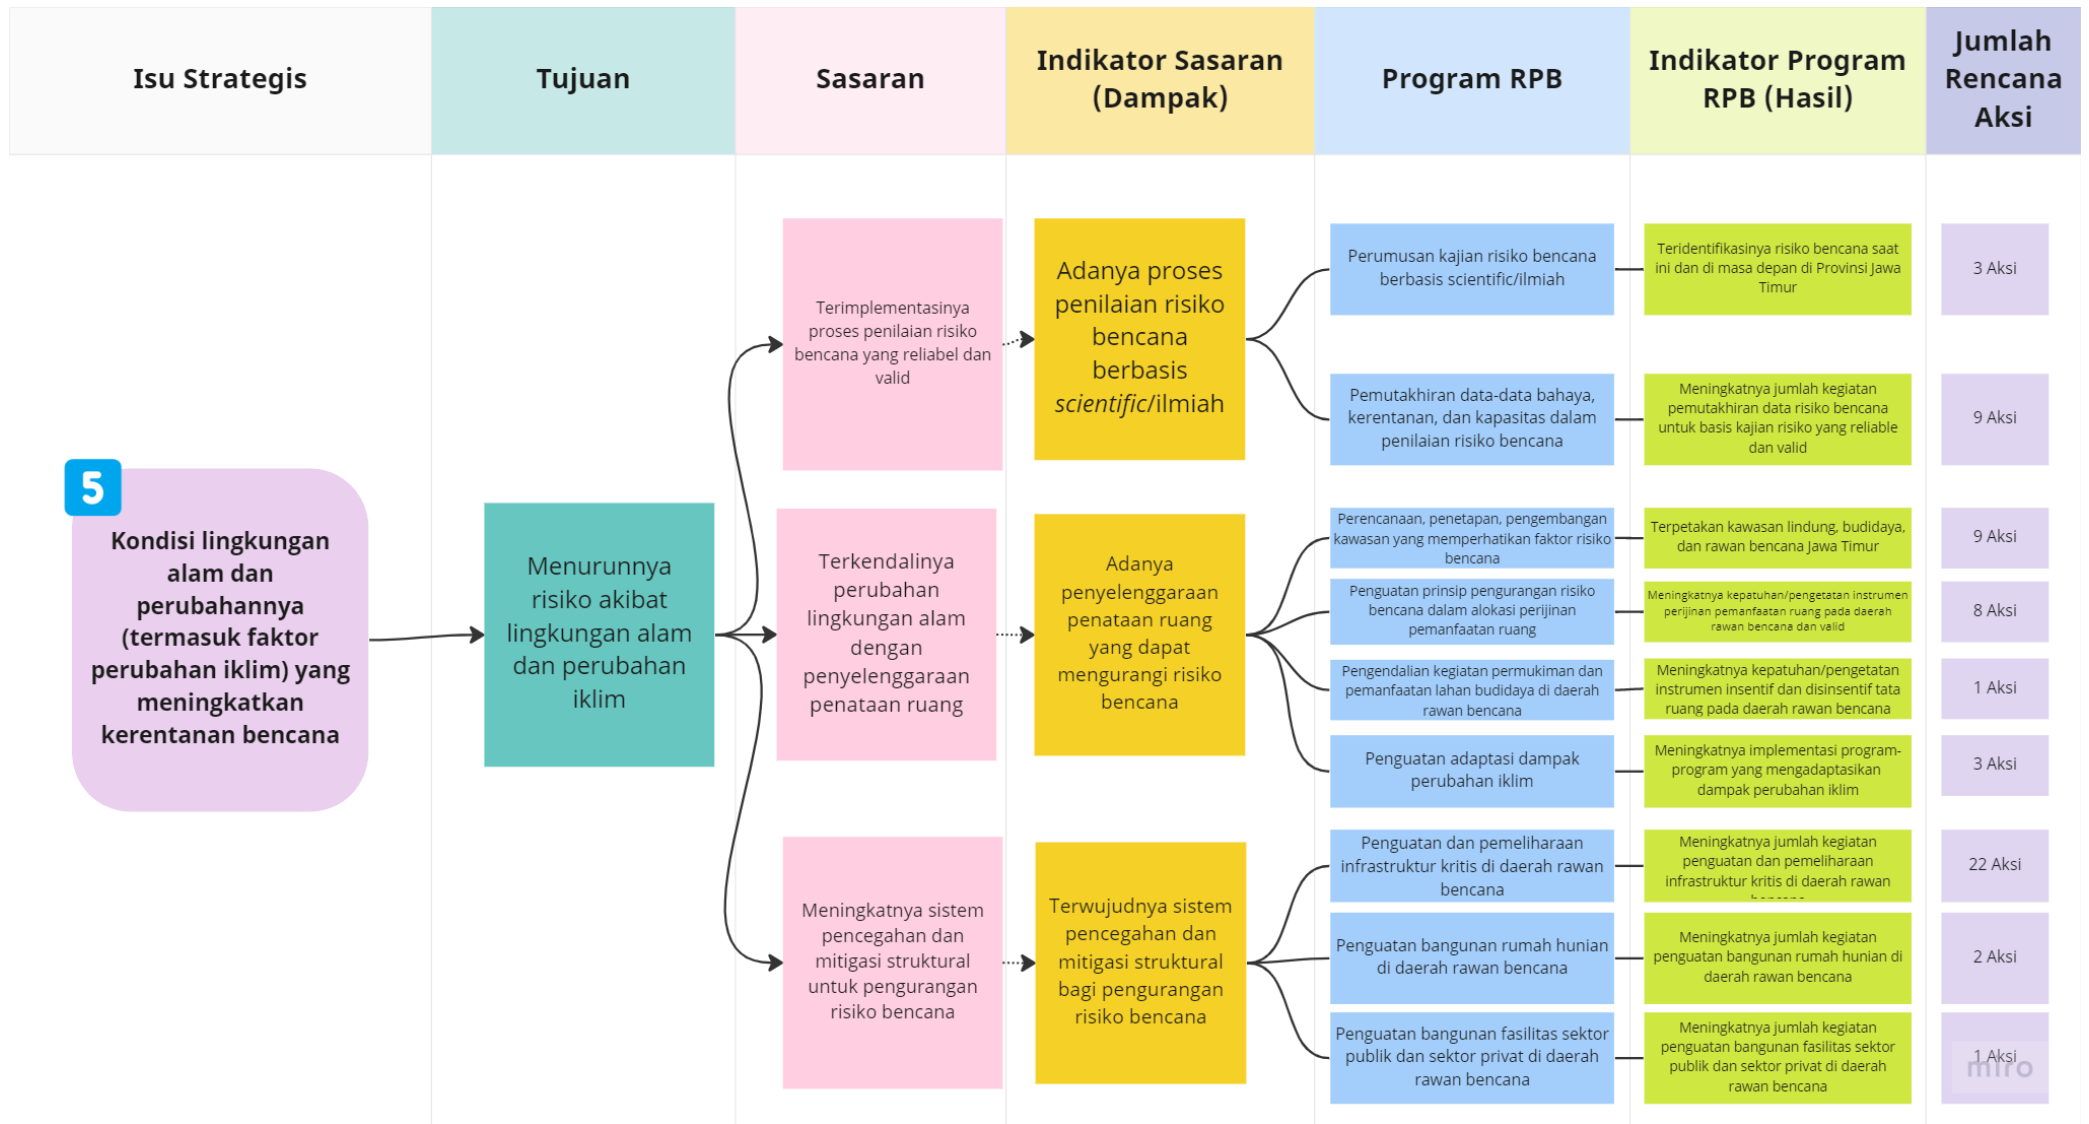 Isu Strategis
Tujuan
Sasaran
Indikator Sasaran
(Dampak)
Program RPB
Indikator Program
RPB (Hasil)
Jumlah
Rencana
Aksi
5
Kondisi lingkungan
alam dan
perubahannya
(termasuk faktor
perubahan iklim) yang
meningkatkan
kerentanan bencana
Menurunnya
risiko akibat
lingkungan alam
dan perubahan
iklim
Terimplementasinya
proses penilaian risiko
bencana yang reliabel dan
valid
Adanya proses
penilaian risiko
bencana
berbasis
scientific/ilmiah
Perumusan kajian risiko bencana
berbasis scientific/ilmiah
Teridentifikasinya risiko bencana saat
ini dan di masa depan di Provinsi Jawa
Timur
3 Aksi
Pemutakhiran data-data bahaya,
kerentanan, dan kapasitas dalam
penilaian risiko bencana
Meningkatnya jumlah kegiatan
pemutakhiran data risiko bencana
untuk basis kajian risiko yang reliable
dan valid
9 Aksi
Terkendalinya
perubahan
lingkungan alam
dengan
penyelenggaraan
penataan ruang
Adanya
penyelenggaraan
penataan ruang
yang dapat
mengurangi risiko
bencana
Perencanaan, penetapan, pengembangan
kawasan yang memperhatikan faktor risiko
bencana
Terpetakan kawasan lindung, budidaya,
dan rawan bencana Jawa Timur
9 Aksi
Penguatan prinsip pengurangan risiko
bencana dalam alokasi perijinan
pemanfaatan ruang
Meningkatnya kepatuhan/pengetatan instrumen
perijinan pemanfaatan ruang pada daerah
rawan bencana dan valid
8 Aksi
Pengendalian kegiatan permukiman dan
pemanfaatan lahan budidaya di daerah
rawan bencana
Meningkatnya kepatuhan/pengetatan
instrumen insentif dan disinsentif tata
ruang pada daerah rawan bencana
1 Aksi
Penguatan adaptasi dampak
perubahan iklim
Meningkatnya implementasi program-
program yang mengadaptasikan
dampak perubahan iklim
3 Aksi
Meningkatnya sistem
pencegahan dan
mitigasi struktural
untuk pengurangan
risiko bencana
Terwujudnya sistem
pencegahan dan
mitigasi struktural
bagi pengurangan
risiko bencana
Penguatan dan pemeliharaan
infrastruktur kritis di daerah rawan
bencana
Meningkatnya jumlah kegiatan
penguatan dan pemeliharaan
infrastruktur kritis di daerah rawan
22 Aksi
Penguatan bangunan rumah hunian
di daerah rawan bencana
Meningkatnya jumlah kegiatan
penguatan bangunan rumah hunian di
daerah rawan bencana
2 Aksi
Penguatan bangunan fasilitas sektor
publik dan sektor privat di daerah
rawan bencana
Meningkatnya jumlah kegiatan
penguatan bangunan fasilitas sektor
publik dan sektor privat di daerah
rawan bencana
1 Aksi
miro